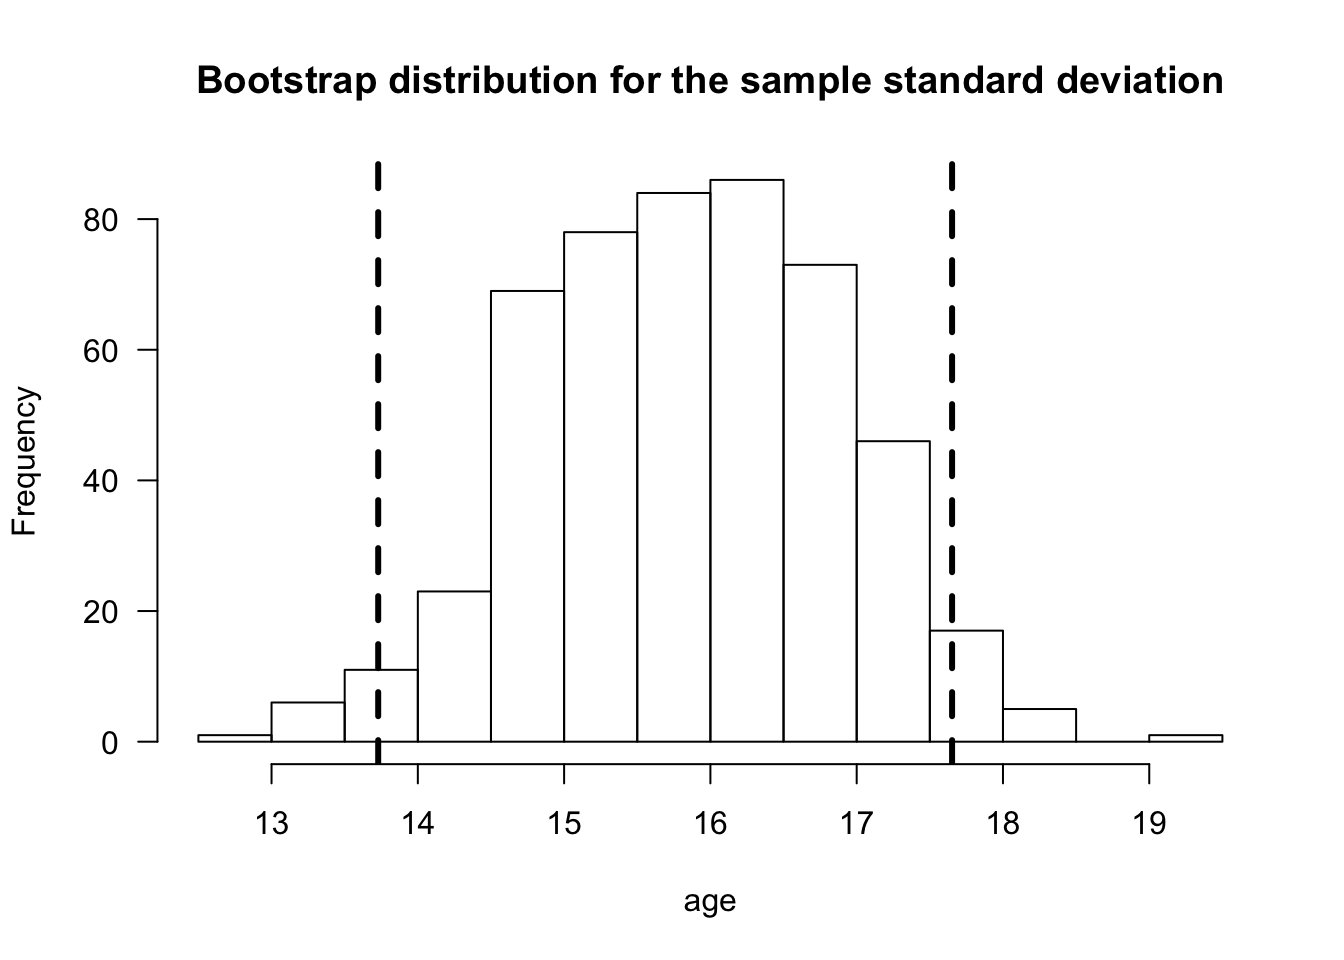 Bootstrap distribution for the sample standard deviation
Frequency
80
60
40
20
0
13 14 15 16 17 18 19
age